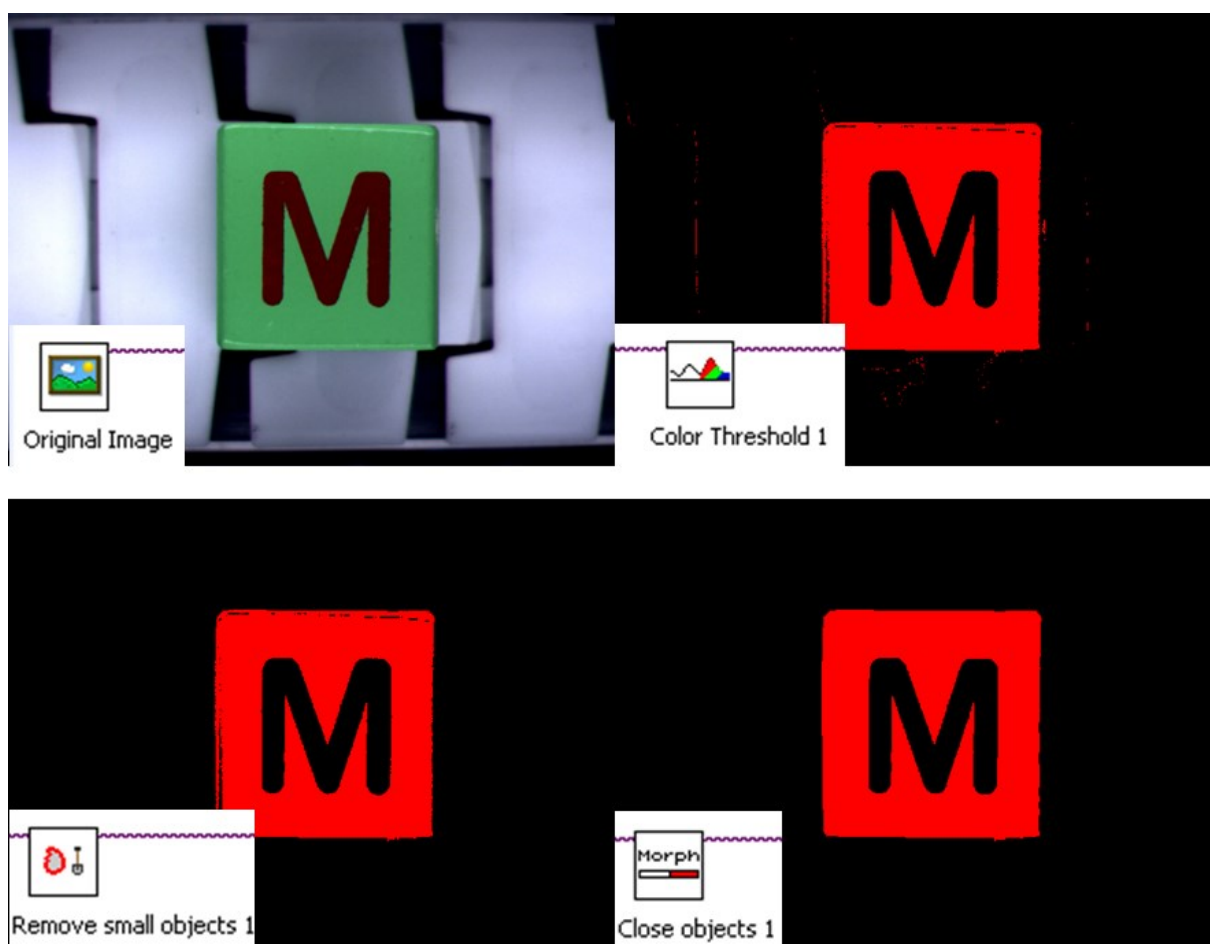 M
Original Image
Color Threshold 1
M
M
Remove small objects 1
M
Morph
Close objects 1